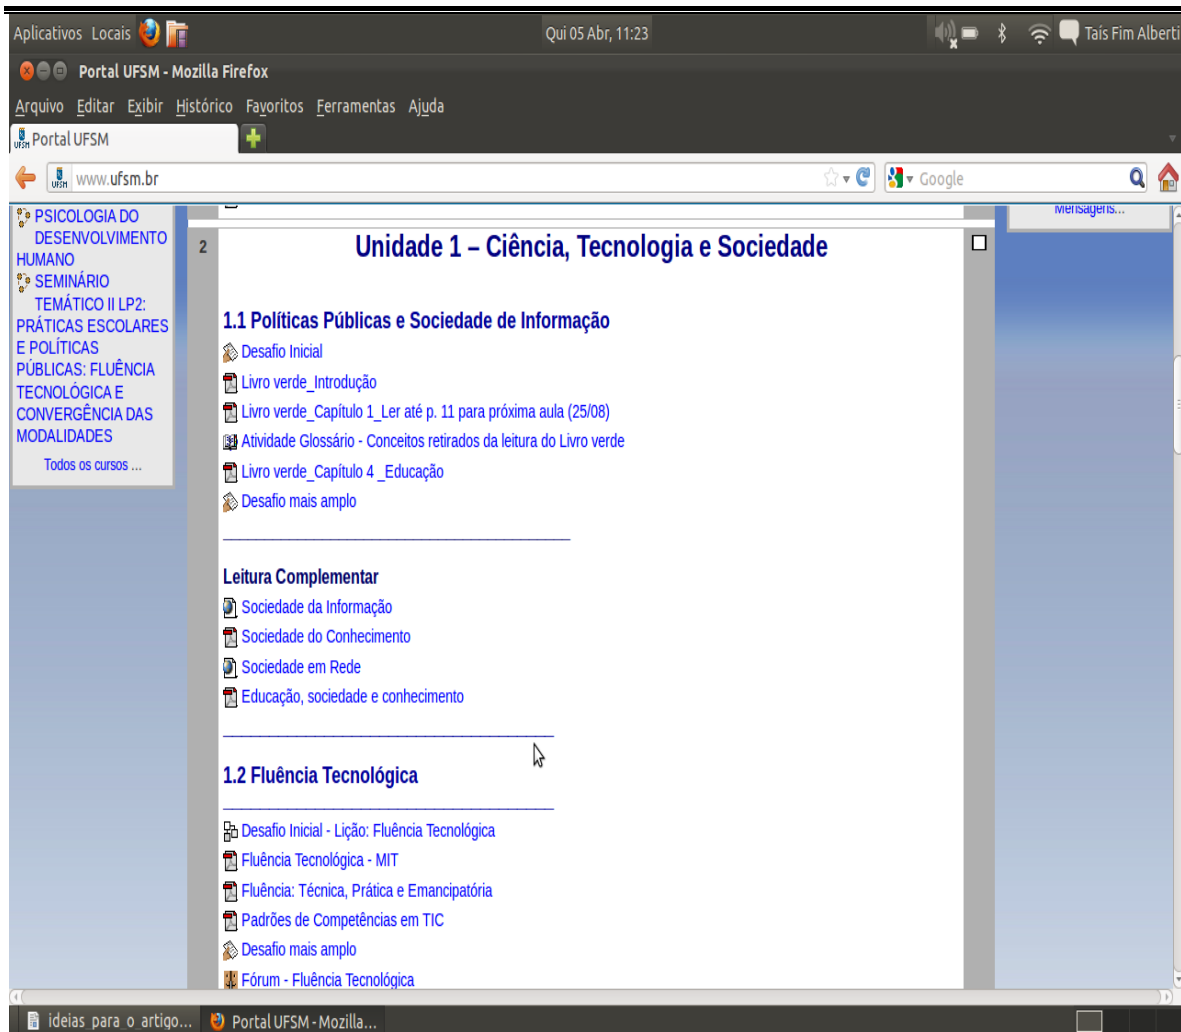 Aplicativos Locais Qui 05 Abr, 11:23 Taís Fim Alberti
Portal UFSM - Mozilla Firefox
Arquivo Editar Exibir Histórico Favoritos Ferramentas Ajuda
UFSM Portal UFSM
UFSM www.ufsm.br Google
PSICOLOGIA DO
DESENVOLVIMENTO
HUMANO
SEMINÁRIO
TEMÁTICO II LP2:
PRÁTICAS ESCOLARES
E POLÍTICAS
PÚBLICAS: FLUÊNCIA
TECNOLÓGICA E
CONVERGÊNCIA DAS
MODALIDADES
Todos os cursos ...
Mensagens...
2 Unidade 1 – Ciência, Tecnologia e Sociedade
1.1 Políticas Públicas e Sociedade de Informação
Desafio Inicial
Livro verde_Introdução
Livro verde_Capítulo 1_Ler até p. 11 para próxima aula (25/08)
Atividade Glossário - Conceitos retirados da leitura do Livro verde
Livro verde_Capítulo 4 _Educação
Desafio mais amplo
Leitura Complementar
Sociedade da Informação
Sociedade do Conhecimento
Sociedade em Rede
Educação, sociedade e conhecimento
1.2 Fluência Tecnológica
Desafio Inicial - Lição: Fluência Tecnológica
Fluência Tecnológica - MIT
Fluência: Técnica, Prática e Emancipatória
Padrões de Competências em TIC
Desafio mais amplo
Fórum - Fluência Tecnológica
ideias_para_o_artigo... Portal UFSM - Mozilla...